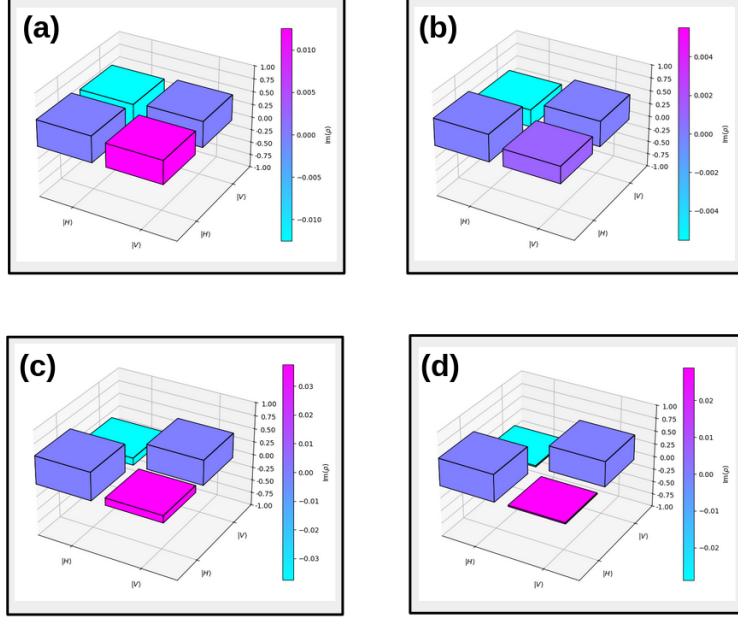 (a)
1.00
0.75
0.50
0.25
0.00
-0.25
-0.50
-0.75
-1.00
|H⟩
|V⟩
|H⟩
|V⟩
0.010
0.005
0.000
−0.005
−0.010
Im(ρ)
(b)
1.00
0.75
0.50
0.25
0.00
-0.25
-0.50
-0.75
-1.00
|H⟩
|V⟩
|H⟩
|V⟩
0.004
0.002
0.000
−0.002
−0.004
Im(ρ)
(c)
1.00
0.75
0.50
0.25
0.00
-0.25
-0.50
-0.75
-1.00
|H⟩
|V⟩
|H⟩
|V⟩
0.03
0.02
0.01
0.00
−0.01
−0.02
−0.03
Im(ρ)
(d)
1.00
0.75
0.50
0.25
0.00
-0.25
-0.50
-0.75
-1.00
|H⟩
|V⟩
|H⟩
|V⟩
0.02
0.01
0.00
−0.01
−0.02
Im(ρ)